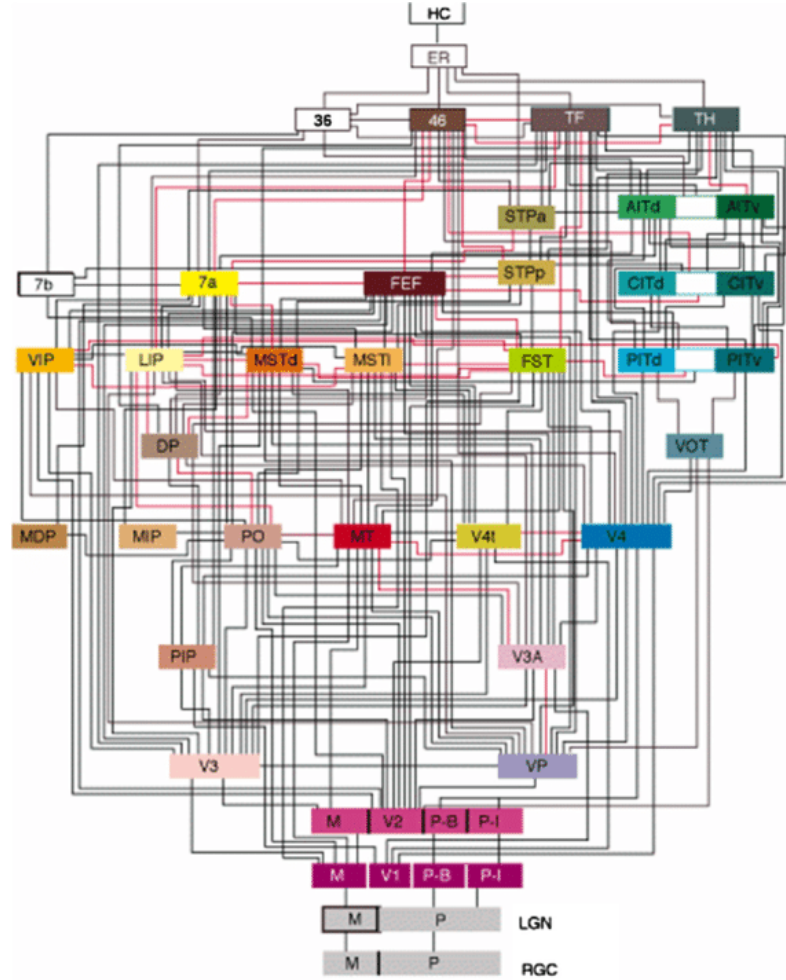 HC
ER
36 46 TF TH
STPa AITd AITv
7b 7a FEF STPp CITd CITv
VIP LIP MSTd MSTl FST PITd PITv
DP VOT
MDP MIP PO MT V4t V4
PIP V3A
V3 VP
M V2 P-B P-I
M V1 P-B P-I
M P LGN
M P RGC